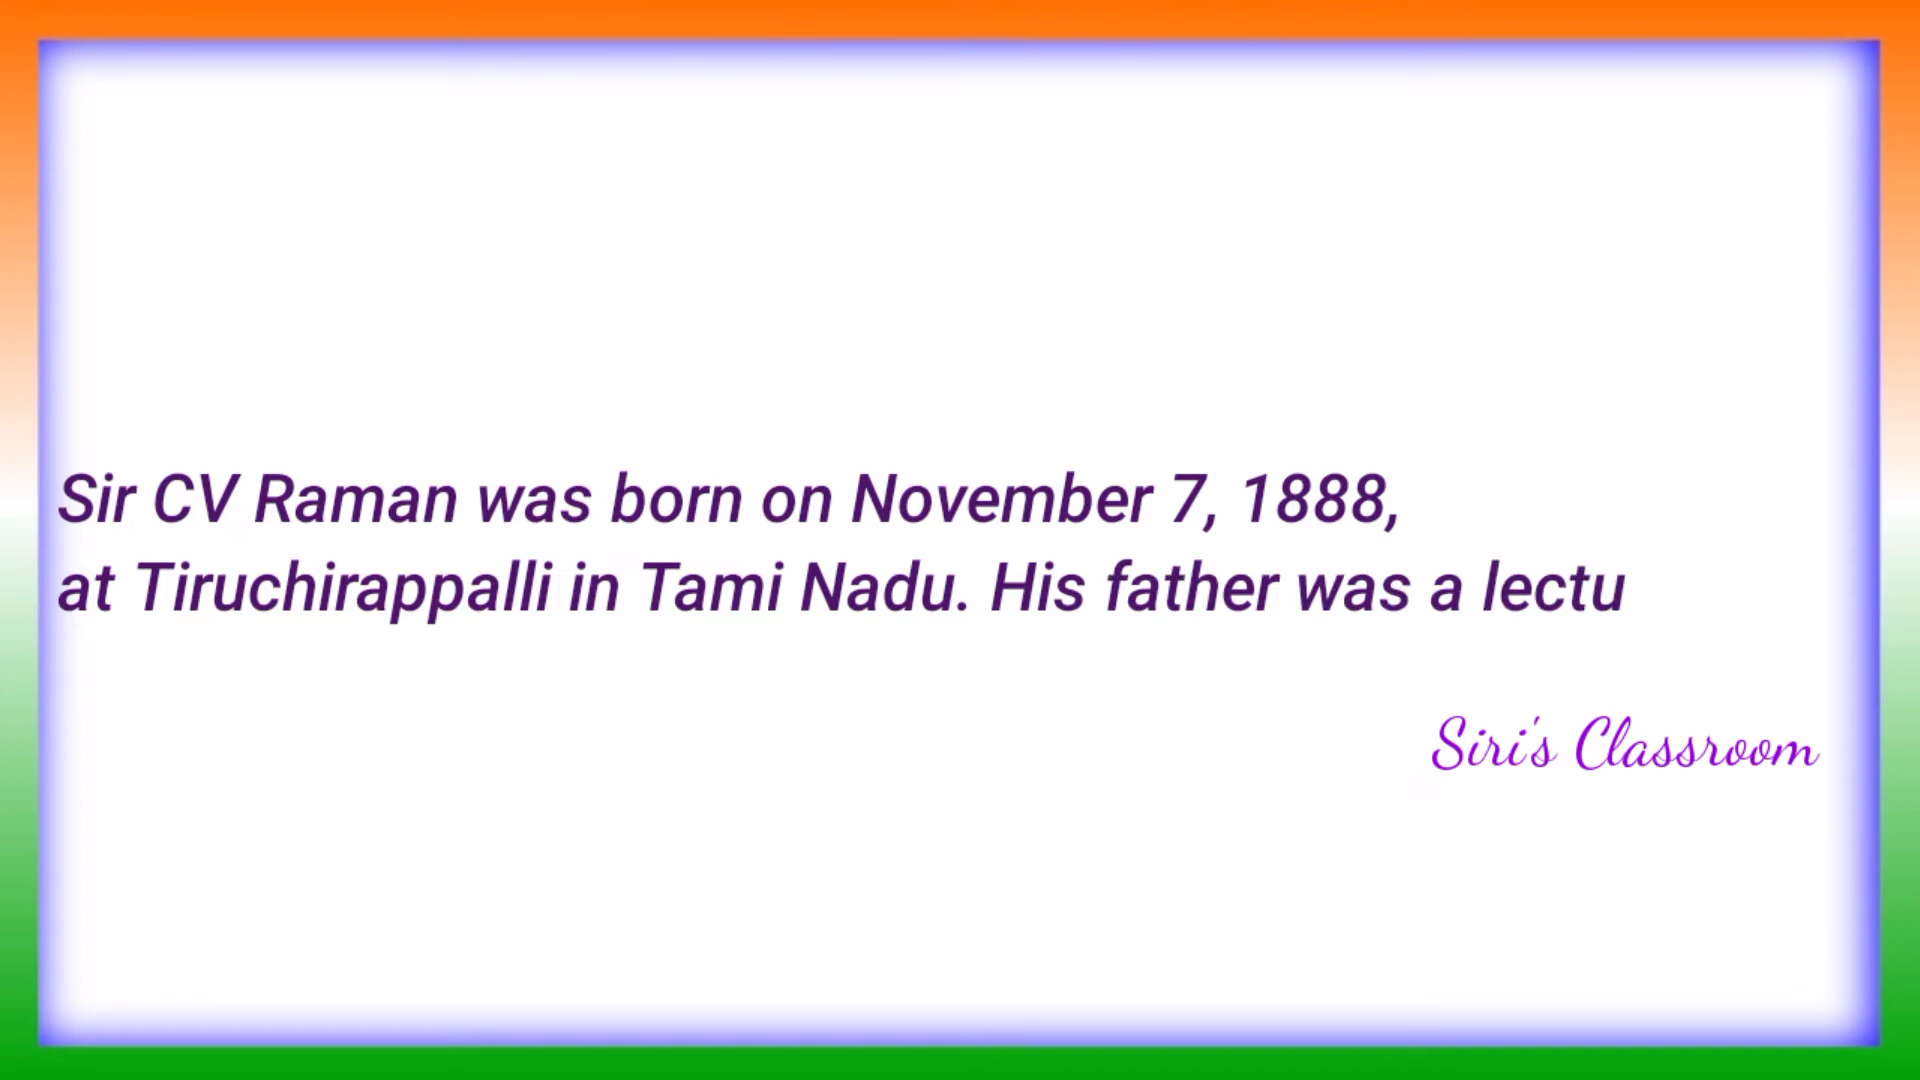 Sir CV Raman was born on November 7, 1888,
at Tiruchirappalli in Tami Nadu. His father was a lectu
Siri's Classroom